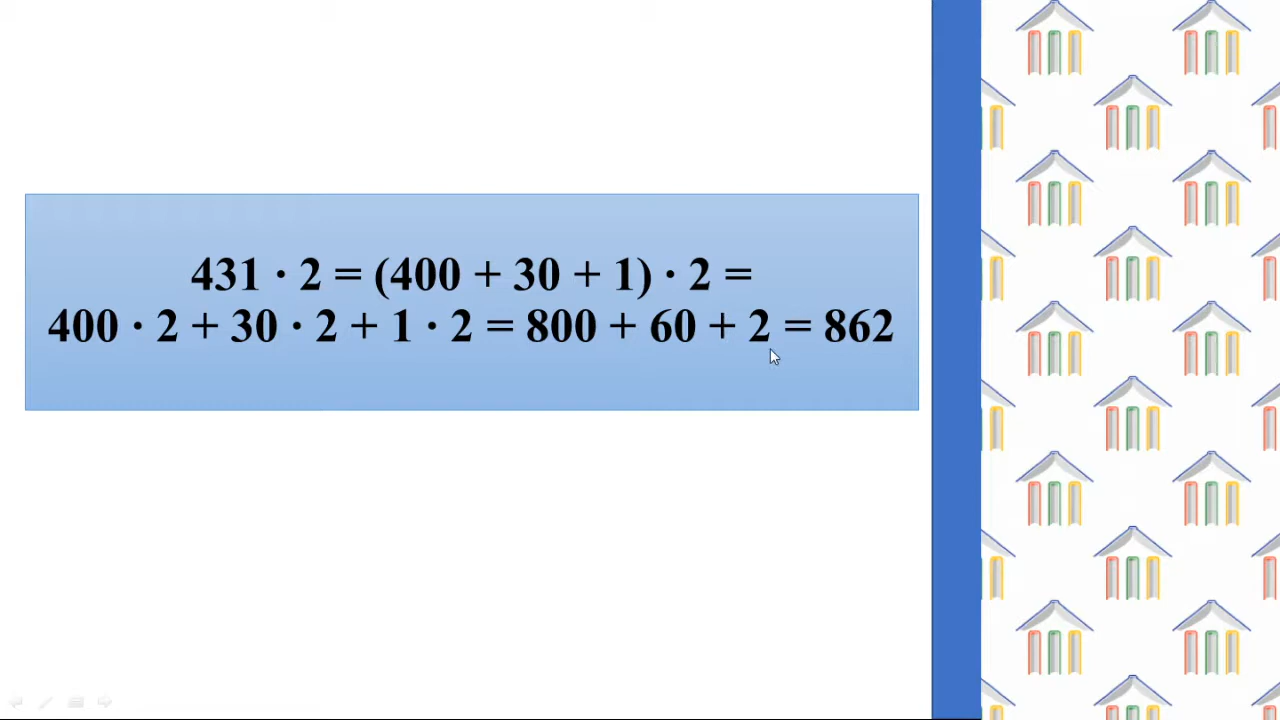 431 · 2 = (400 + 30 + 1) · 2 =
400 · 2 + 30 · 2 + 1 · 2 = 800 + 60 + 2 = 862